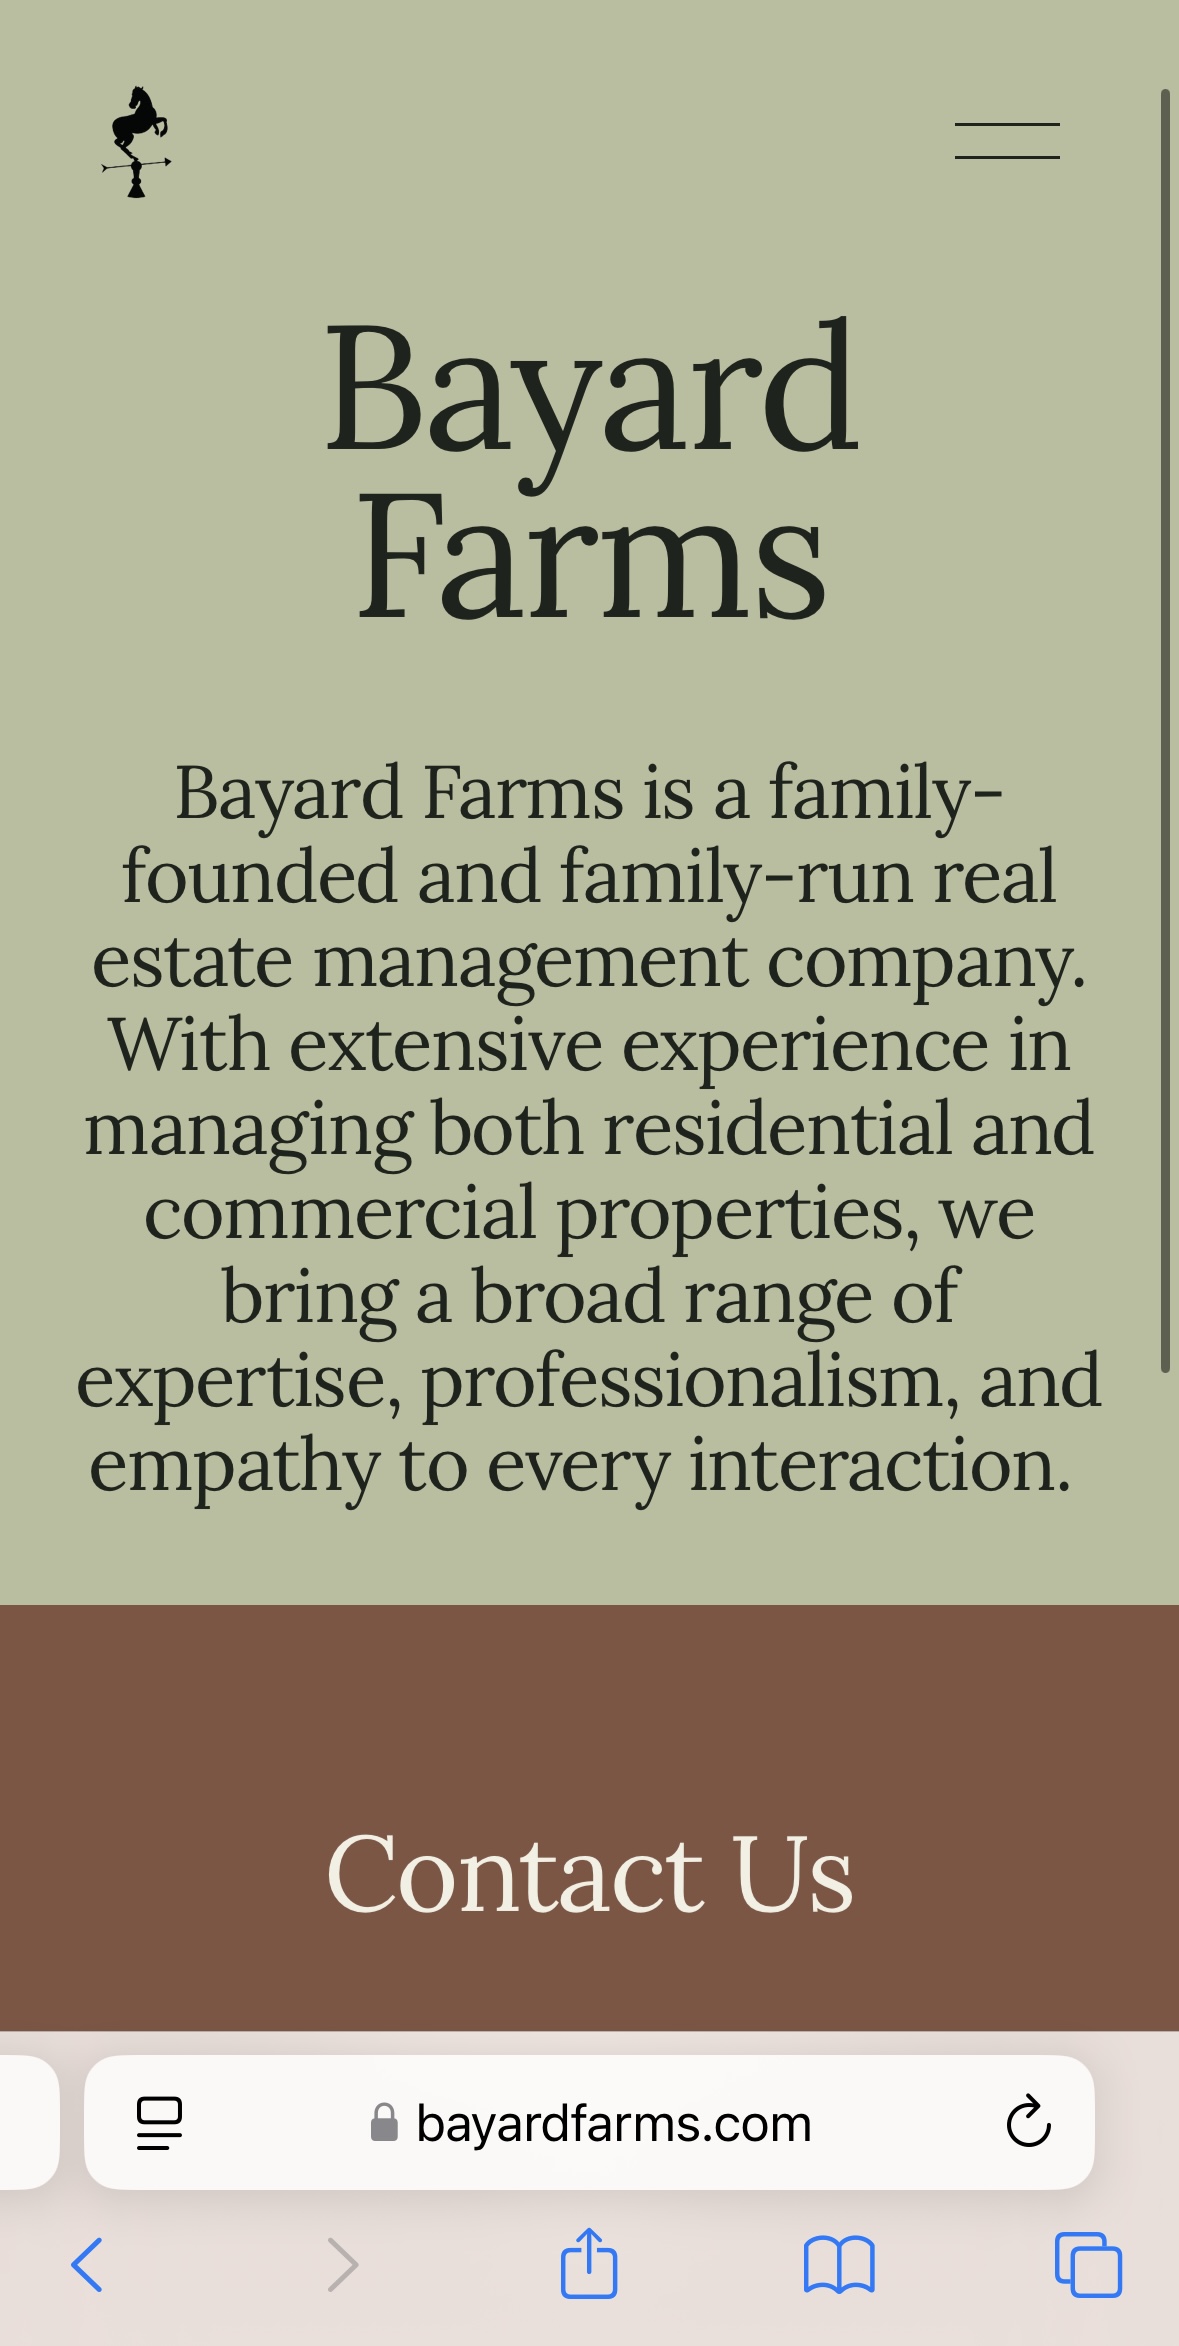 Bayard
Farms
Bayard Farms is a family-
founded and family-run real
estate management company.
With extensive experience in
managing both residential and
commercial properties, we
bring a broad range of
expertise, professionalism, and
empathy to every interaction.
Contact Us
bayardfarms.com